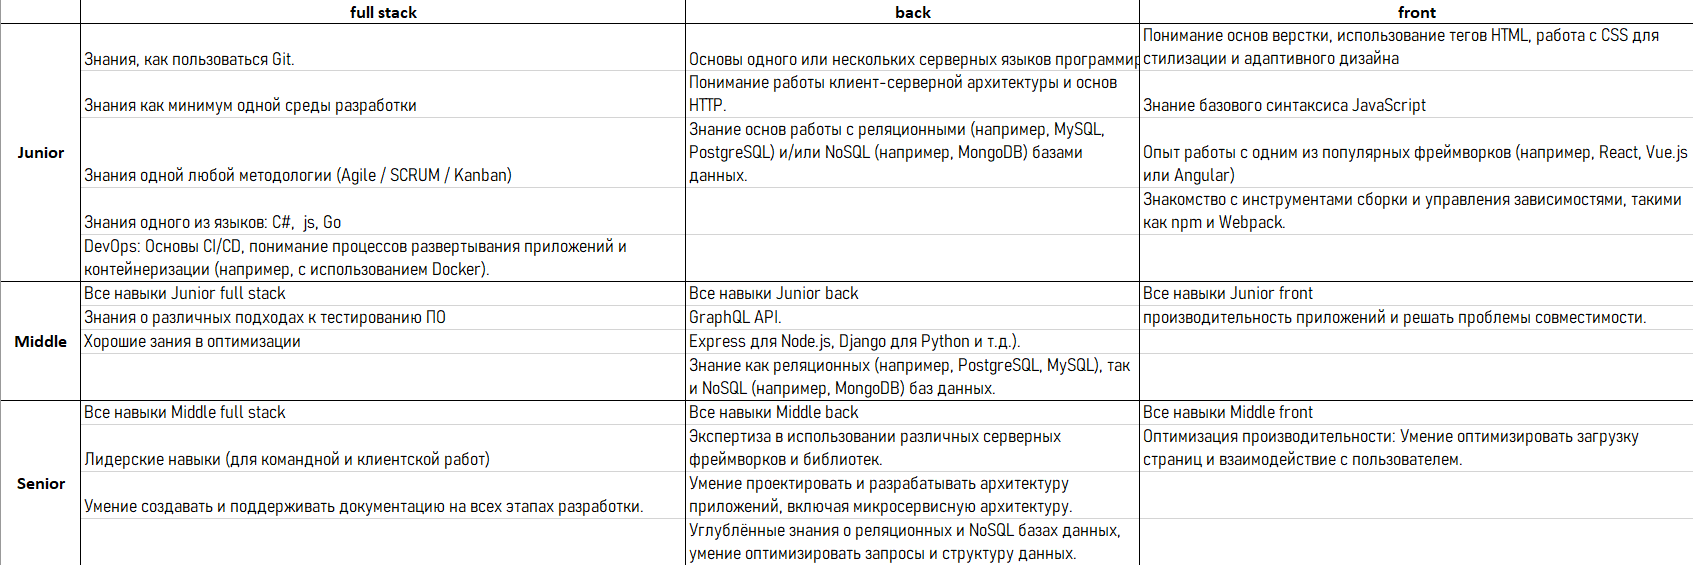 full stack
back
front
Junior
Знания, как пользоваться Git.
Основы одного или нескольких серверных языков программир
Понимание основ верстки, использование тегов HTML, работа с CSS для
стилизации и адаптивного дизайна
Знания как минимум одной среды разработки
Понимание работы клиент-серверной архитектуры и основ
HTTP.
Знание базового синтаксиса JavaScript
Знания одной любой методологии (Agile / SCRUM / Kanban)
Знание основ работы с реляционными (например, MySQL,
PostgreSQL) и/или NoSQL (например, MongoDB) базами
данных.
Опыт работы с одним из популярных фреймворков (например, React, Vue.js
или Angular)
Знания одного из языков: C#, js, Go
Знакомство с инструментами сборки и управления зависимостями, такими
как npm и Webpack.
DevOps: Основы CI/CD, понимание процессов развертывания приложений и
контейнеризации (например, с использованием Docker).
Middle
Все навыки Junior full stack
Все навыки Junior back
Все навыки Junior front
Знания о различных подходах к тестированию ПО
GraphQL API.
производительность приложений и решать проблемы совместимости.
Хорошие зания в оптимизации
Express для Node.js, Django для Python и т.д.).
Знание как реляционных (например, PostgreSQL, MySQL), так
и NoSQL (например, MongoDB) баз данных.
Senior
Все навыки Middle full stack
Все навыки Middle back
Все навыки Middle front
Лидерские навыки (для командной и клиентской работ)
Экспертиза в использовании различных серверных
фреймворков и библиотек.
Оптимизация производительности: Умение оптимизировать загрузку
страниц и взаимодействие с пользователем.
Умение создавать и поддерживать документацию на всех этапах разработки.
Умение проектировать и разрабатывать архитектуру
приложений, включая микросервисную архитектуру.
Углублённые знания о реляционных и NoSQL базах данных,
умение оптимизировать запросы и структуру данных.